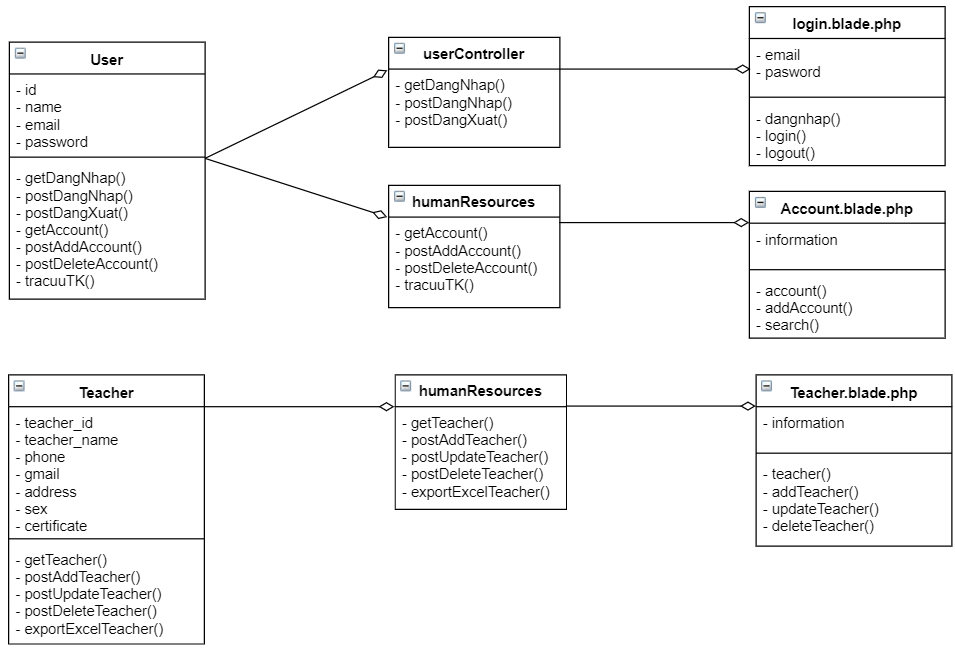 User
- id
- name
- email
- password
- getDangNhap()
- postDangNhap()
- postDangXuat()
- getAccount()
- postAddAccount()
- postDeleteAccount()
- tracuuTK()
userController
- getDangNhap()
- postDangNhap()
- postDangXuat()
login.blade.php
- email
- pasword
- dangnhap()
- login()
- logout()
humanResources
- getAccount()
- postAddAccount()
- postDeleteAccount()
- tracuuTK()
Account.blade.php
- information
- account()
- addAccount()
- search()
Teacher
- teacher_id
- teacher_name
- phone
- gmail
- address
- sex
- certificate
- getTeacher()
- postAddTeacher()
- postUpdateTeacher()
- postDeleteTeacher()
- exportExcelTeacher()
humanResources
- getTeacher()
- postAddTeacher()
- postUpdateTeacher()
- postDeleteTeacher()
- exportExcelTeacher()
Teacher.blade.php
- information
- teacher()
- addTeacher()
- updateTeacher()
- deleteTeacher()